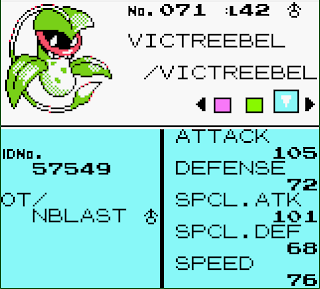 No.071 :L42 ♂
VICTREEBEL
/VICTREEBEL
IDNo.
57549
OT/
NBLAST ♂
ATTACK
105
DEFENSE
72
SPCL.ATK
101
SPCL.DEF
68
SPEED
76